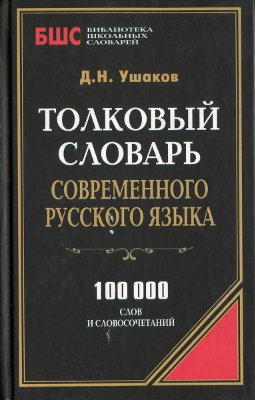 БШС
БИБЛИОТЕКА
ШКОЛЬНЫХ
СЛОВАРЕЙ
Д.Н. Ушаков
ТОЛКОВЫЙ
СЛОВАРЬ
СОВРЕМЕННОГО
РУССКОГО ЯЗЫКА
100 000
СЛОВ
И СЛОВОСОЧЕТАНИЙ